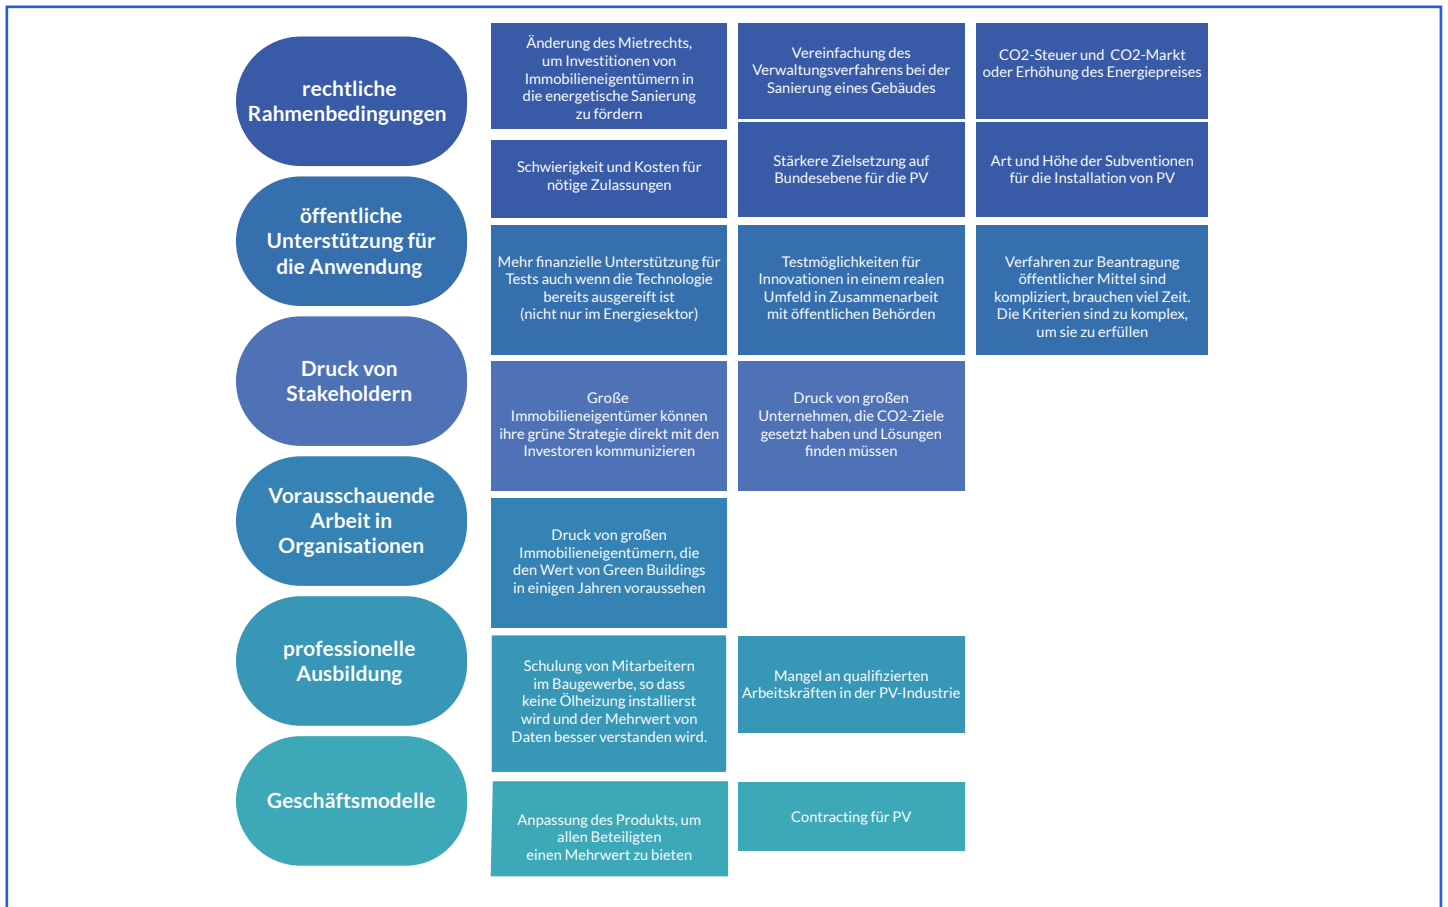 rechtliche
Rahmenbedingungen
Änderung des Mietrechts,
um Investitionen von
Immobilieneigentümern in
die energetische Sanierung
zu fördern
Vereinfachung des
Verwaltungsverfahrens bei der
Sanierung eines Gebäudes
CO2-Steuer und CO2-Markt
oder Erhöhung des Energiepreises
Schwierigkeit und Kosten für
nötige Zulassungen
Stärkere Zielsetzung auf
Bundesebene für die PV
Art und Höhe der Subventionen
für die Installation von PV
öffentliche
Unterstützung für
die Anwendung
Mehr finanzielle Unterstützung für
Tests auch wenn die Technologie
bereits ausgereift ist
(nicht nur im Energiesektor)
Testmöglichkeiten für
Innovationen in einem realen
Umfeld in Zusammenarbeit
mit öffentlichen Behörden
Verfahren zur Beantragung
öffentlicher Mittel sind
kompliziert, brauchen viel Zeit.
Die Kriterien sind zu komplex,
um sie zu erfüllen
Druck von
Stakeholdern
Große
Immobilieneigentümer können
ihre grüne Strategie direkt mit den
Investoren kommunizieren
Druck von großen
Unternehmen, die CO2-Ziele
gesetzt haben und Lösungen
finden müssen
Vorausschauende
Arbeit in
Organisationen
Druck von großen
Immobilieneigentümern, die
den Wert von Green Buildings
in einigen Jahren voraussehen
professionelle
Ausbildung
Schulung von Mitarbeitern
im Baugewerbe, so dass
keine Ölheizung installierst
wird und der Mehrwert von
Daten besser verstanden wird.
Mangel an qualifizierten
Arbeitskräften in der PV-Industrie
Geschäftsmodelle
Anpassung des Produkts, um
allen Beteiligten
einen Mehrwert zu bieten
Contracting für PV